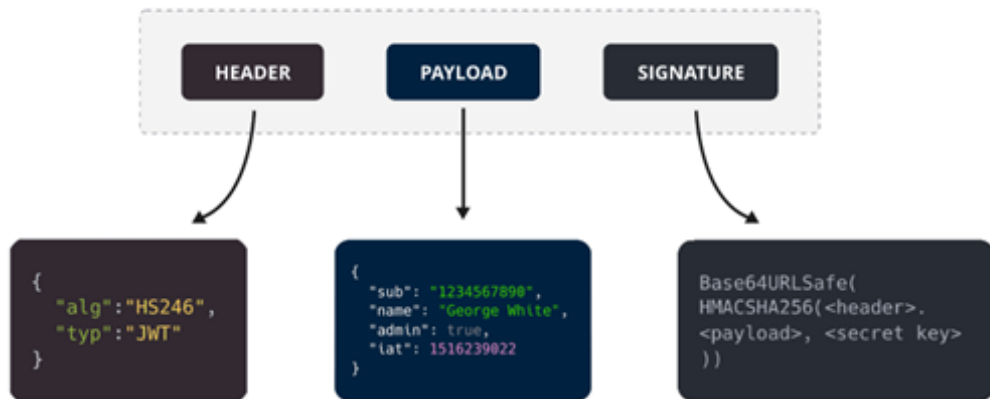 HEADER
PAYLOAD
SIGNATURE
{
"alg":"HS246",
"typ":"JWT"
}
{
"sub": "1234567890",
"name": "George White",
"admin": true,
"iat": 1516239022
}
Base64URLSafe(
HMACSHA256(<header>.
<payload>, <secret key>
))